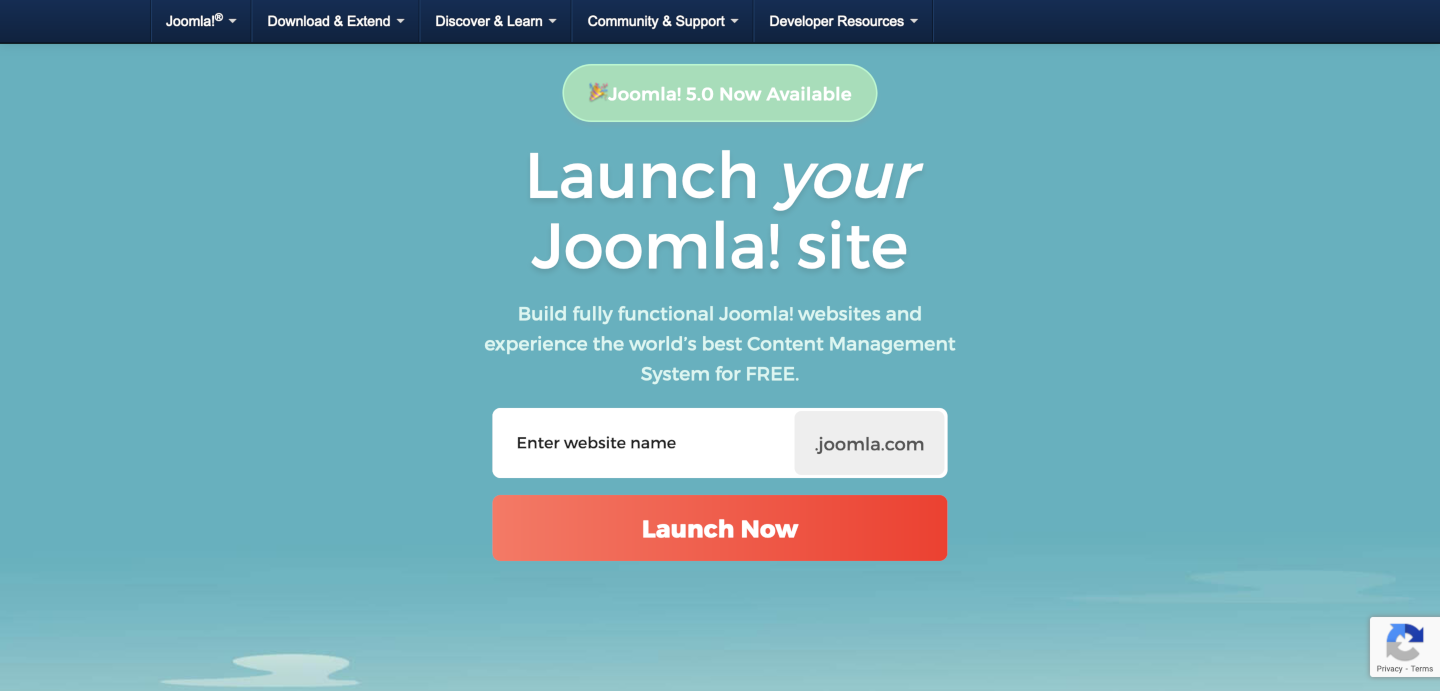 Joomla!® Download & Extend Discover & Learn Community & Support Developer Resources
🎉Joomla! 5.0 Now Available
Launch your
Joomla! site
Build fully functional Joomla! websites and
experience the world's best Content Management
System for FREE.
Enter website name .joomla.com
Launch Now
Privacy - Terms